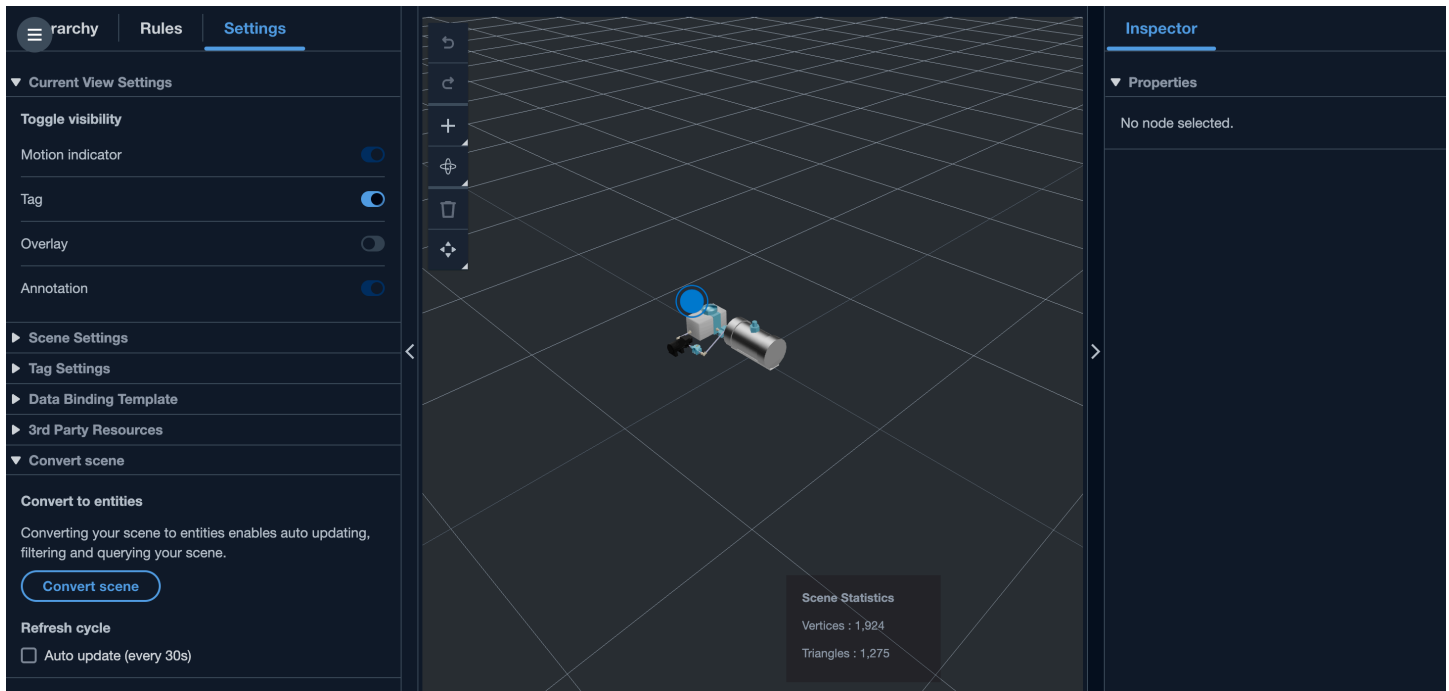 rarchy
Rules
Settings
Current View Settings
Toggle visibility
Motion indicator
Tag
Overlay
Annotation
Scene Settings
Tag Settings
Data Binding Template
3rd Party Resources
Convert scene
Convert to entities
Converting your scene to entities enables auto updating,
filtering and querying your scene.
Convert scene
Refresh cycle
Auto update (every 30s)
Scene Statistics
Vertices : 1,924
Triangles : 1,275
Inspector
Properties
No node selected.